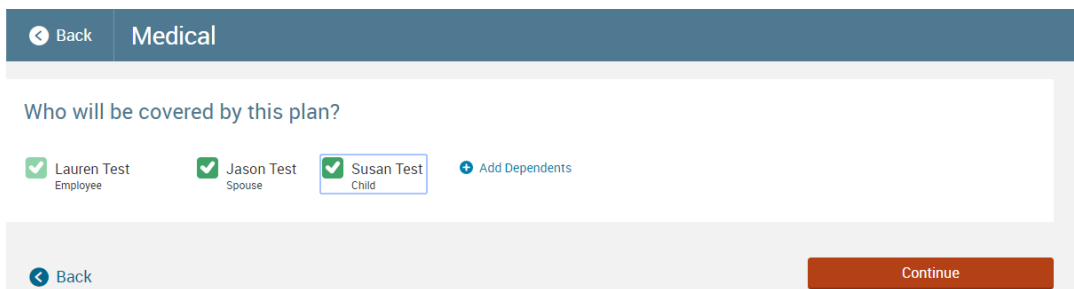 Back Medical
Who will be covered by this plan?
Lauren Test Jason Test Susan Test Add Dependents
Employee Spouse Child
Back Continue